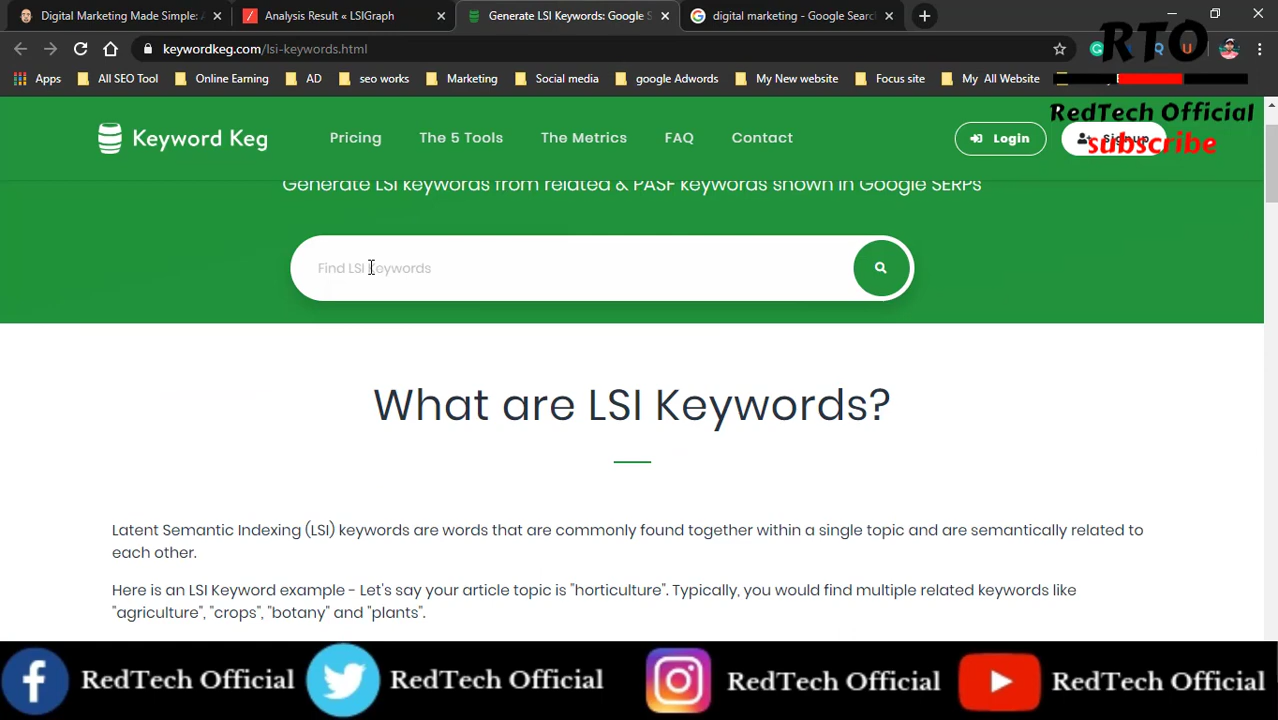 Digital Marketing Made Simple: A
Analysis Result « LSIGraph
Generate LSI Keywords: Google S
digital marketing - Google Search
keywordkeg.com/lsi-keywords.html
Apps
All SEO Tool
Online Earning
AD
seo works
Marketing
Social media
google Adwords
My New website
Focus site
My All Website
RTO
RedTech Official
subscribe
Keyword Keg
Pricing
The 5 Tools
The Metrics
FAQ
Contact
Login
Signup
Generate LSI keywords from related & PASF keywords shown in Google SERPs
Find LSI Keywords
What are LSI Keywords?
Latent Semantic Indexing (LSI) keywords are words that are commonly found together within a single topic and are semantically related to
each other.
Here is an LSI Keyword example - Let's say your article topic is "horticulture". Typically, you would find multiple related keywords like
"agriculture", "crops", "botany" and "plants".
RedTech Official
RedTech Official
RedTech Official
RedTech Official